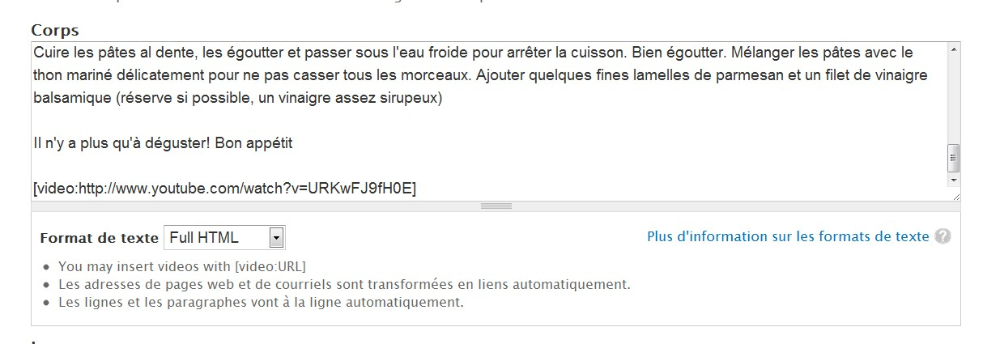 Corps
Cuire les pâtes al dente, les égoutter et passer sous l'eau froide pour arrêter la cuisson. Bien égoutter. Mélanger les pâtes avec le
thon mariné délicatement pour ne pas casser tous les morceaux. Ajouter quelques fines lamelles de parmesan et un filet de vinaigre
balsamique (réserve si possible, un vinaigre assez sirupeux)
Il n'y a plus qu'à déguster! Bon appétit
[video:http://www.youtube.com/watch?v=URKwFJ9fH0E]
Format de texte Full HTML Plus d'information sur les formats de texte ?
You may insert videos with [video:URL]
Les adresses de pages web et de courriels sont transformées en liens automatiquement.
Les lignes et les paragraphes vont à la ligne automatiquement.